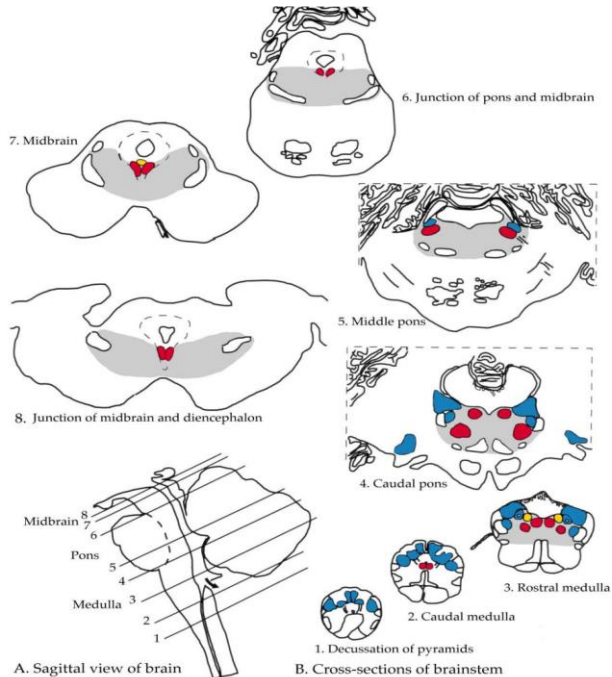 6. Junction of pons and midbrain
7. Midbrain
5. Middle pons
8. Junction of midbrain and diencephalon
4. Caudal pons
3. Rostral medulla
2. Caudal medulla
1. Decussation of pyramids
8
Midbrain 7
6
Pons
5
4
Medulla 3
2
1
A. Sagittal view of brain
B. Cross-sections of brainstem